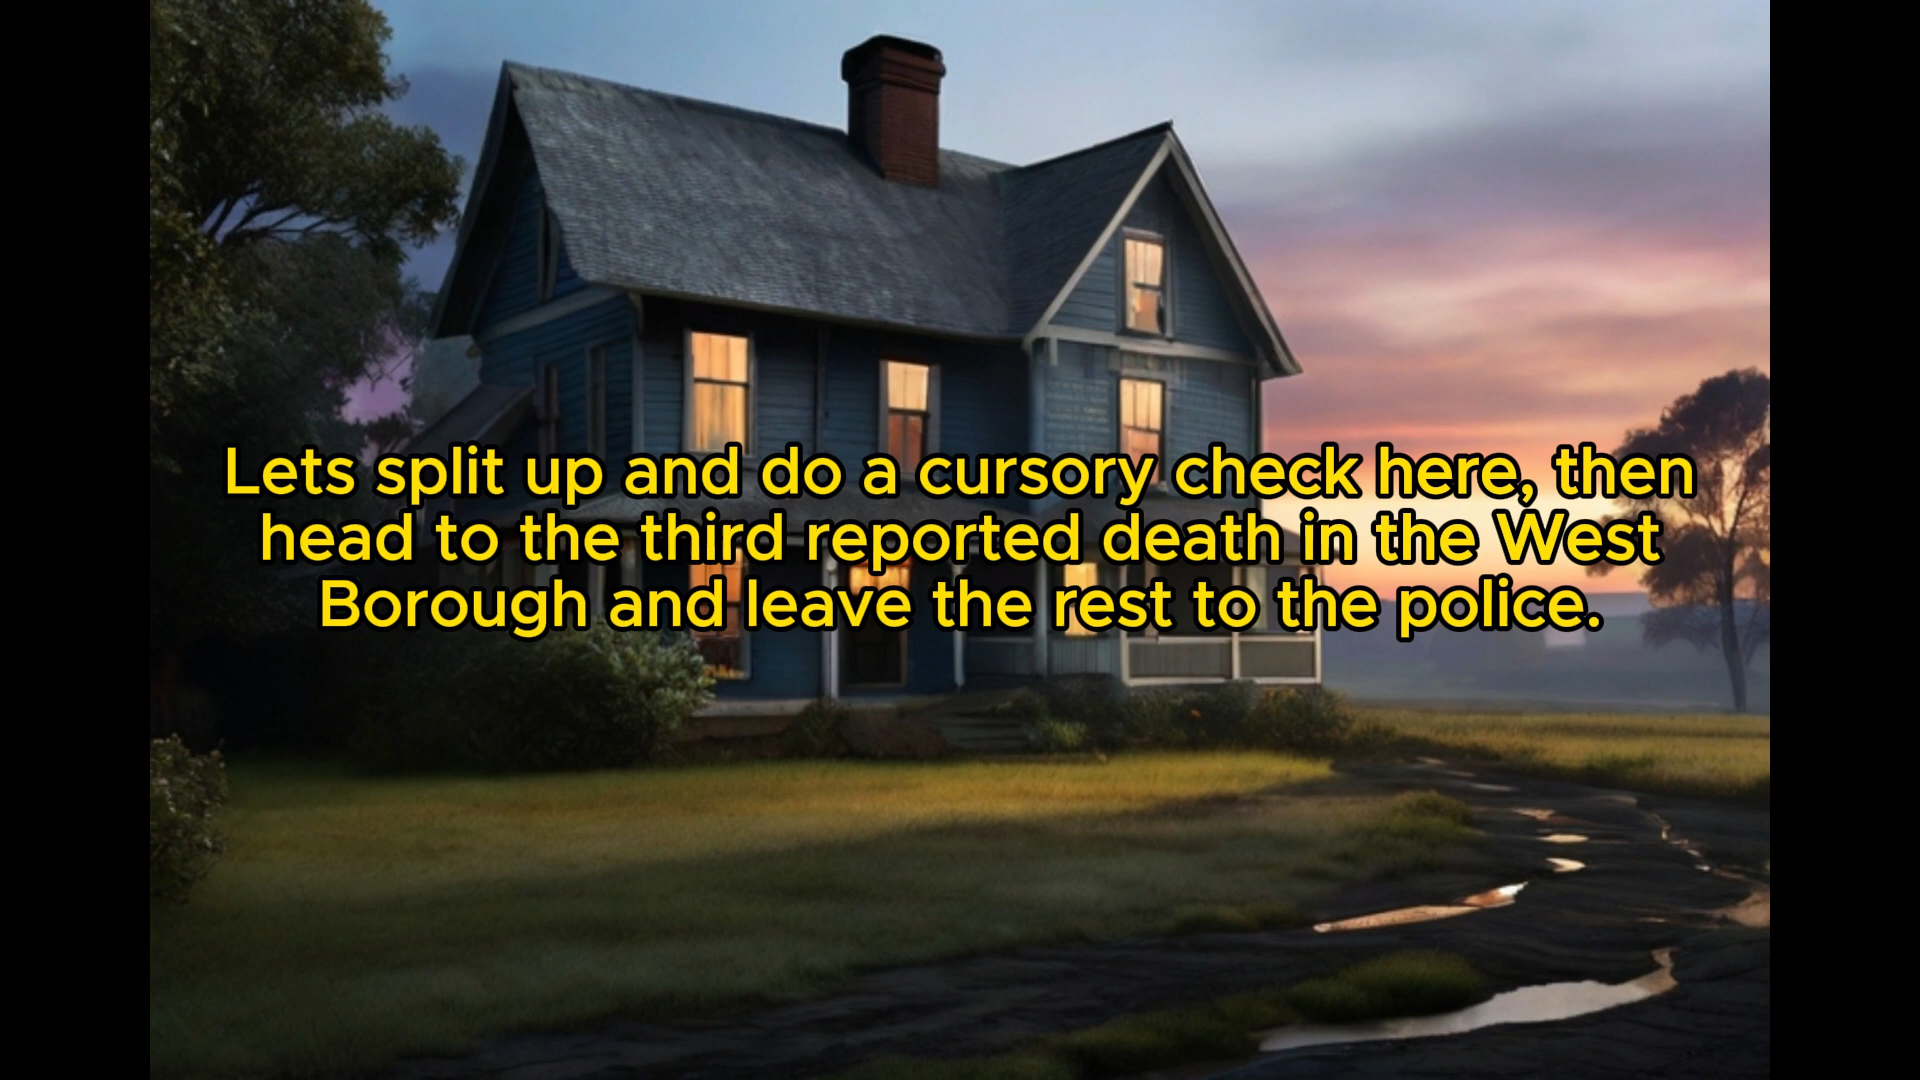 Lets split up and do a cursory check here, then
head to the third reported death in the West
Borough and leave the rest to the police.